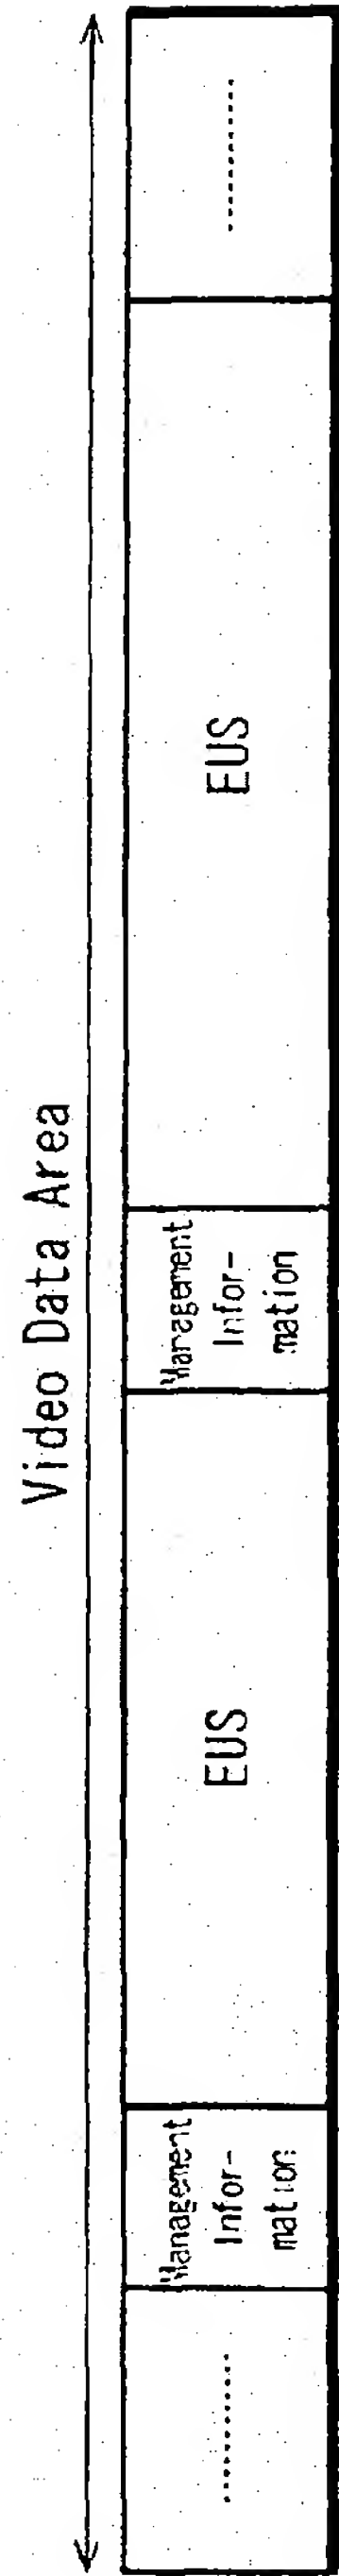 Video Data Area
............
Management
Infor-
mation
EUS
Management
Infor-
mation
EUS
............